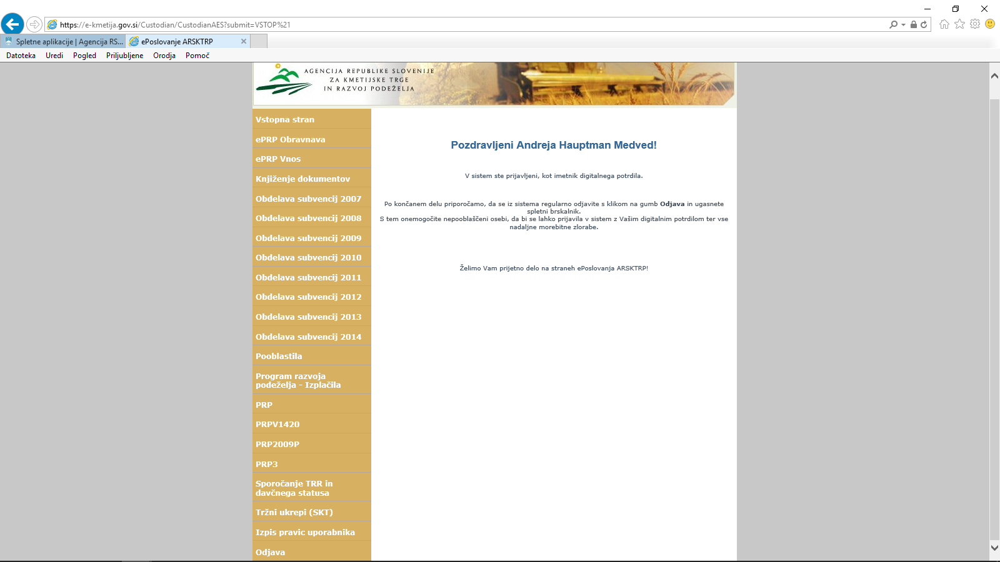 https://e-kmetija.gov.si/Custodian/CustodianAES?submit=VSTOP%21
Spletne aplikacije | Agencija RS...
ePoslovanje ARSKTRP
Datoteka Uredi Pogled Priljubljene Orodja Pomoč
AGENCIJA REPUBLIKE SLOVENIJE
ZA KMETIJSKE TRGE
IN RAZVOJ PODEŽELJA
Vstopna stran
ePRP Obravnava
ePRP Vnos
Knjiženje dokumentov
Obdelava subvencij 2007
Obdelava subvencij 2008
Obdelava subvencij 2009
Obdelava subvencij 2010
Obdelava subvencij 2011
Obdelava subvencij 2012
Obdelava subvencij 2013
Obdelava subvencij 2014
Pooblastila
Program razvoja
podeželja - Izplačila
PRP
PRPV1420
PRP2009P
PRP3
Sporočanje TRR in
davčnega statusa
Tržni ukrepi (SKT)
Izpis pravic uporabnika
Odjava
Pozdravljeni Andreja Hauptman Medved!
V sistem ste prijavljeni, kot imetnik digitalnega potrdila.
Po končanem delu priporočamo, da se iz sistema regularno odjavite s klikom na gumb Odjava in ugasnete
spletni brskalnik.
S tem onemogočite nepooblaščeni osebi, da bi se lahko prijavila v sistem z Vašim digitalnim potrdilom ter vse
nadaljne morebitne zlorabe.
Želimo Vam prijetno delo na straneh ePoslovanja ARSKTRP!